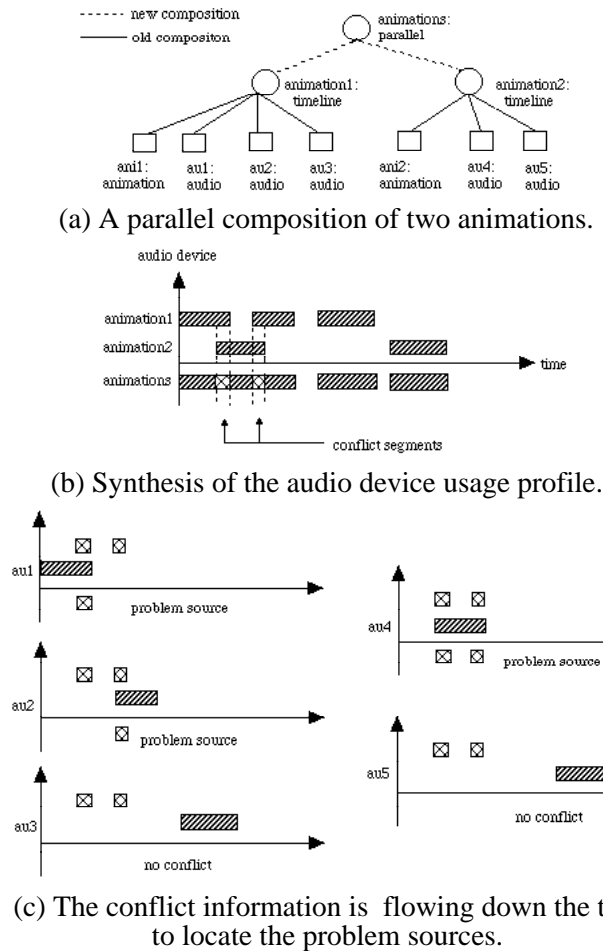 new composition
old compositon
animations:
parallel
animation1:
timeline
animation2:
timeline
ani1:
animation
au1:
audio
au2:
audio
au3:
audio
ani2:
animation
au4:
audio
au5:
audio
(a) A parallel composition of two animations.
audio device
animation1
animation2
time
animations
conflict segments
(b) Synthesis of the audio device usage profile.
au1
problem source
au2
problem source
au3
no conflict
au4
problem source
au5
no conflict
(c) The conflict information is flowing down the t
to locate the problem sources.